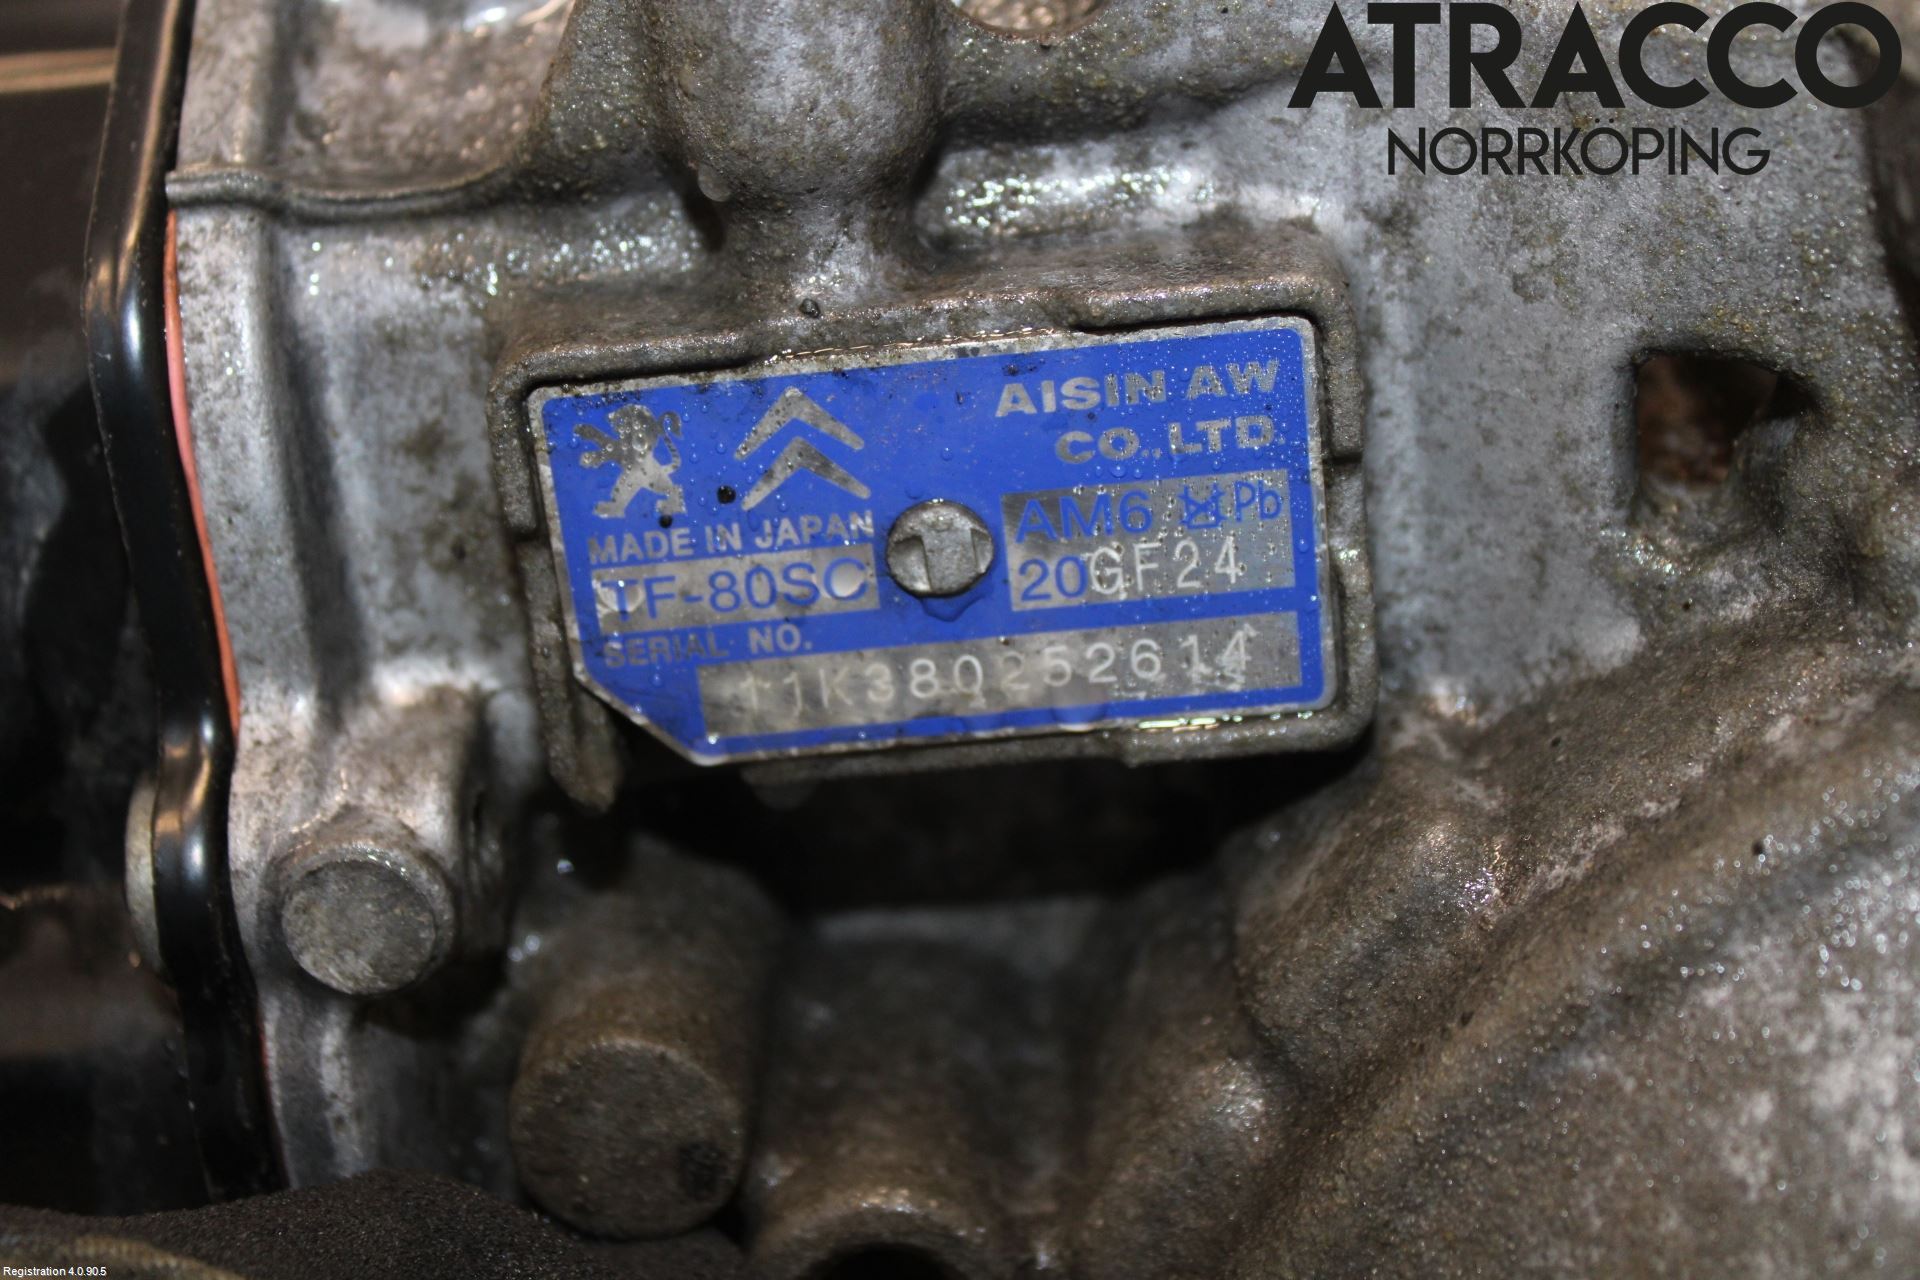 ATRACCO
NORRKÖPING
AISIN AW
CO.,LTD.
MADE IN JAPAN
TF-80SC
AM6 Pb
20GF24
SERIAL NO.
11K380252614
Registration 4.0.90.5